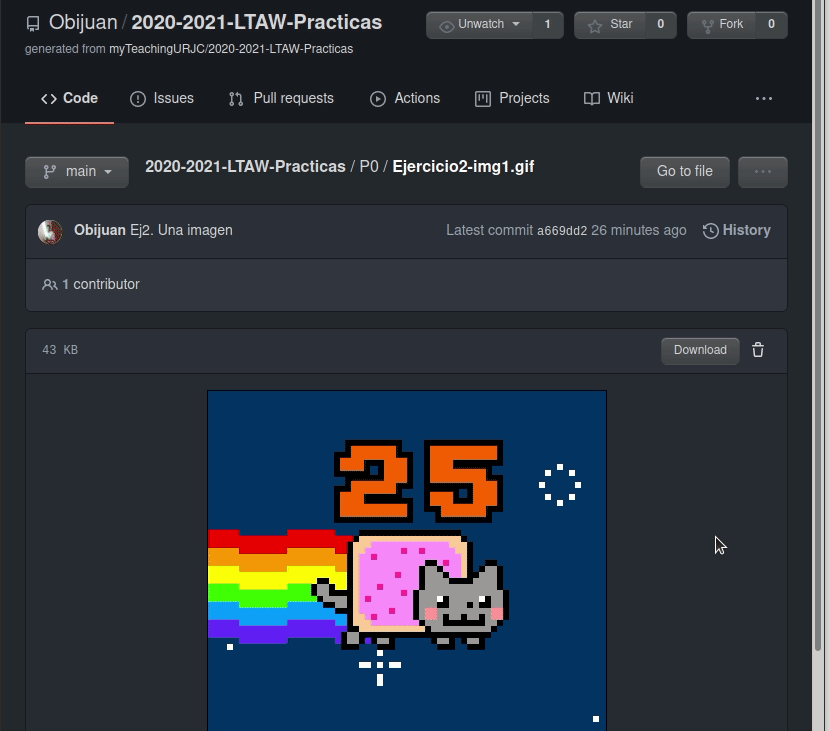 Obijuan / 2020-2021-LTAW-Practicas
Unwatch 1
Star 0
Fork 0
generated from myTeachingURJC/2020-2021-LTAW-Practicas
Code
Issues
Pull requests
Actions
Projects
Wiki
main
2020-2021-LTAW-Practicas / P0 / Ejercicio2-img1.gif
Go to file
Obijuan Ej2. Una imagen
Latest commit a669dd2 26 minutes ago
History
1 contributor
43 KB
Download
25